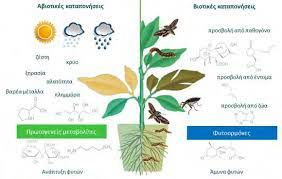 Αβιοτικές καταπονήσεις
ζέστη
κρύο
ξηρασία
αλατότητα
βαρέα μέταλλα
πλημμύρα
Πρωτογενείς μεταβολίτες
Ανάπτυξη φυτών
Βιοτικές καταπονήσεις
προσβολή από παθογόνα
προσβολή από έντομα
προσβολή από ζώα
Φυτοορμόνες
Άμυνα φυτών